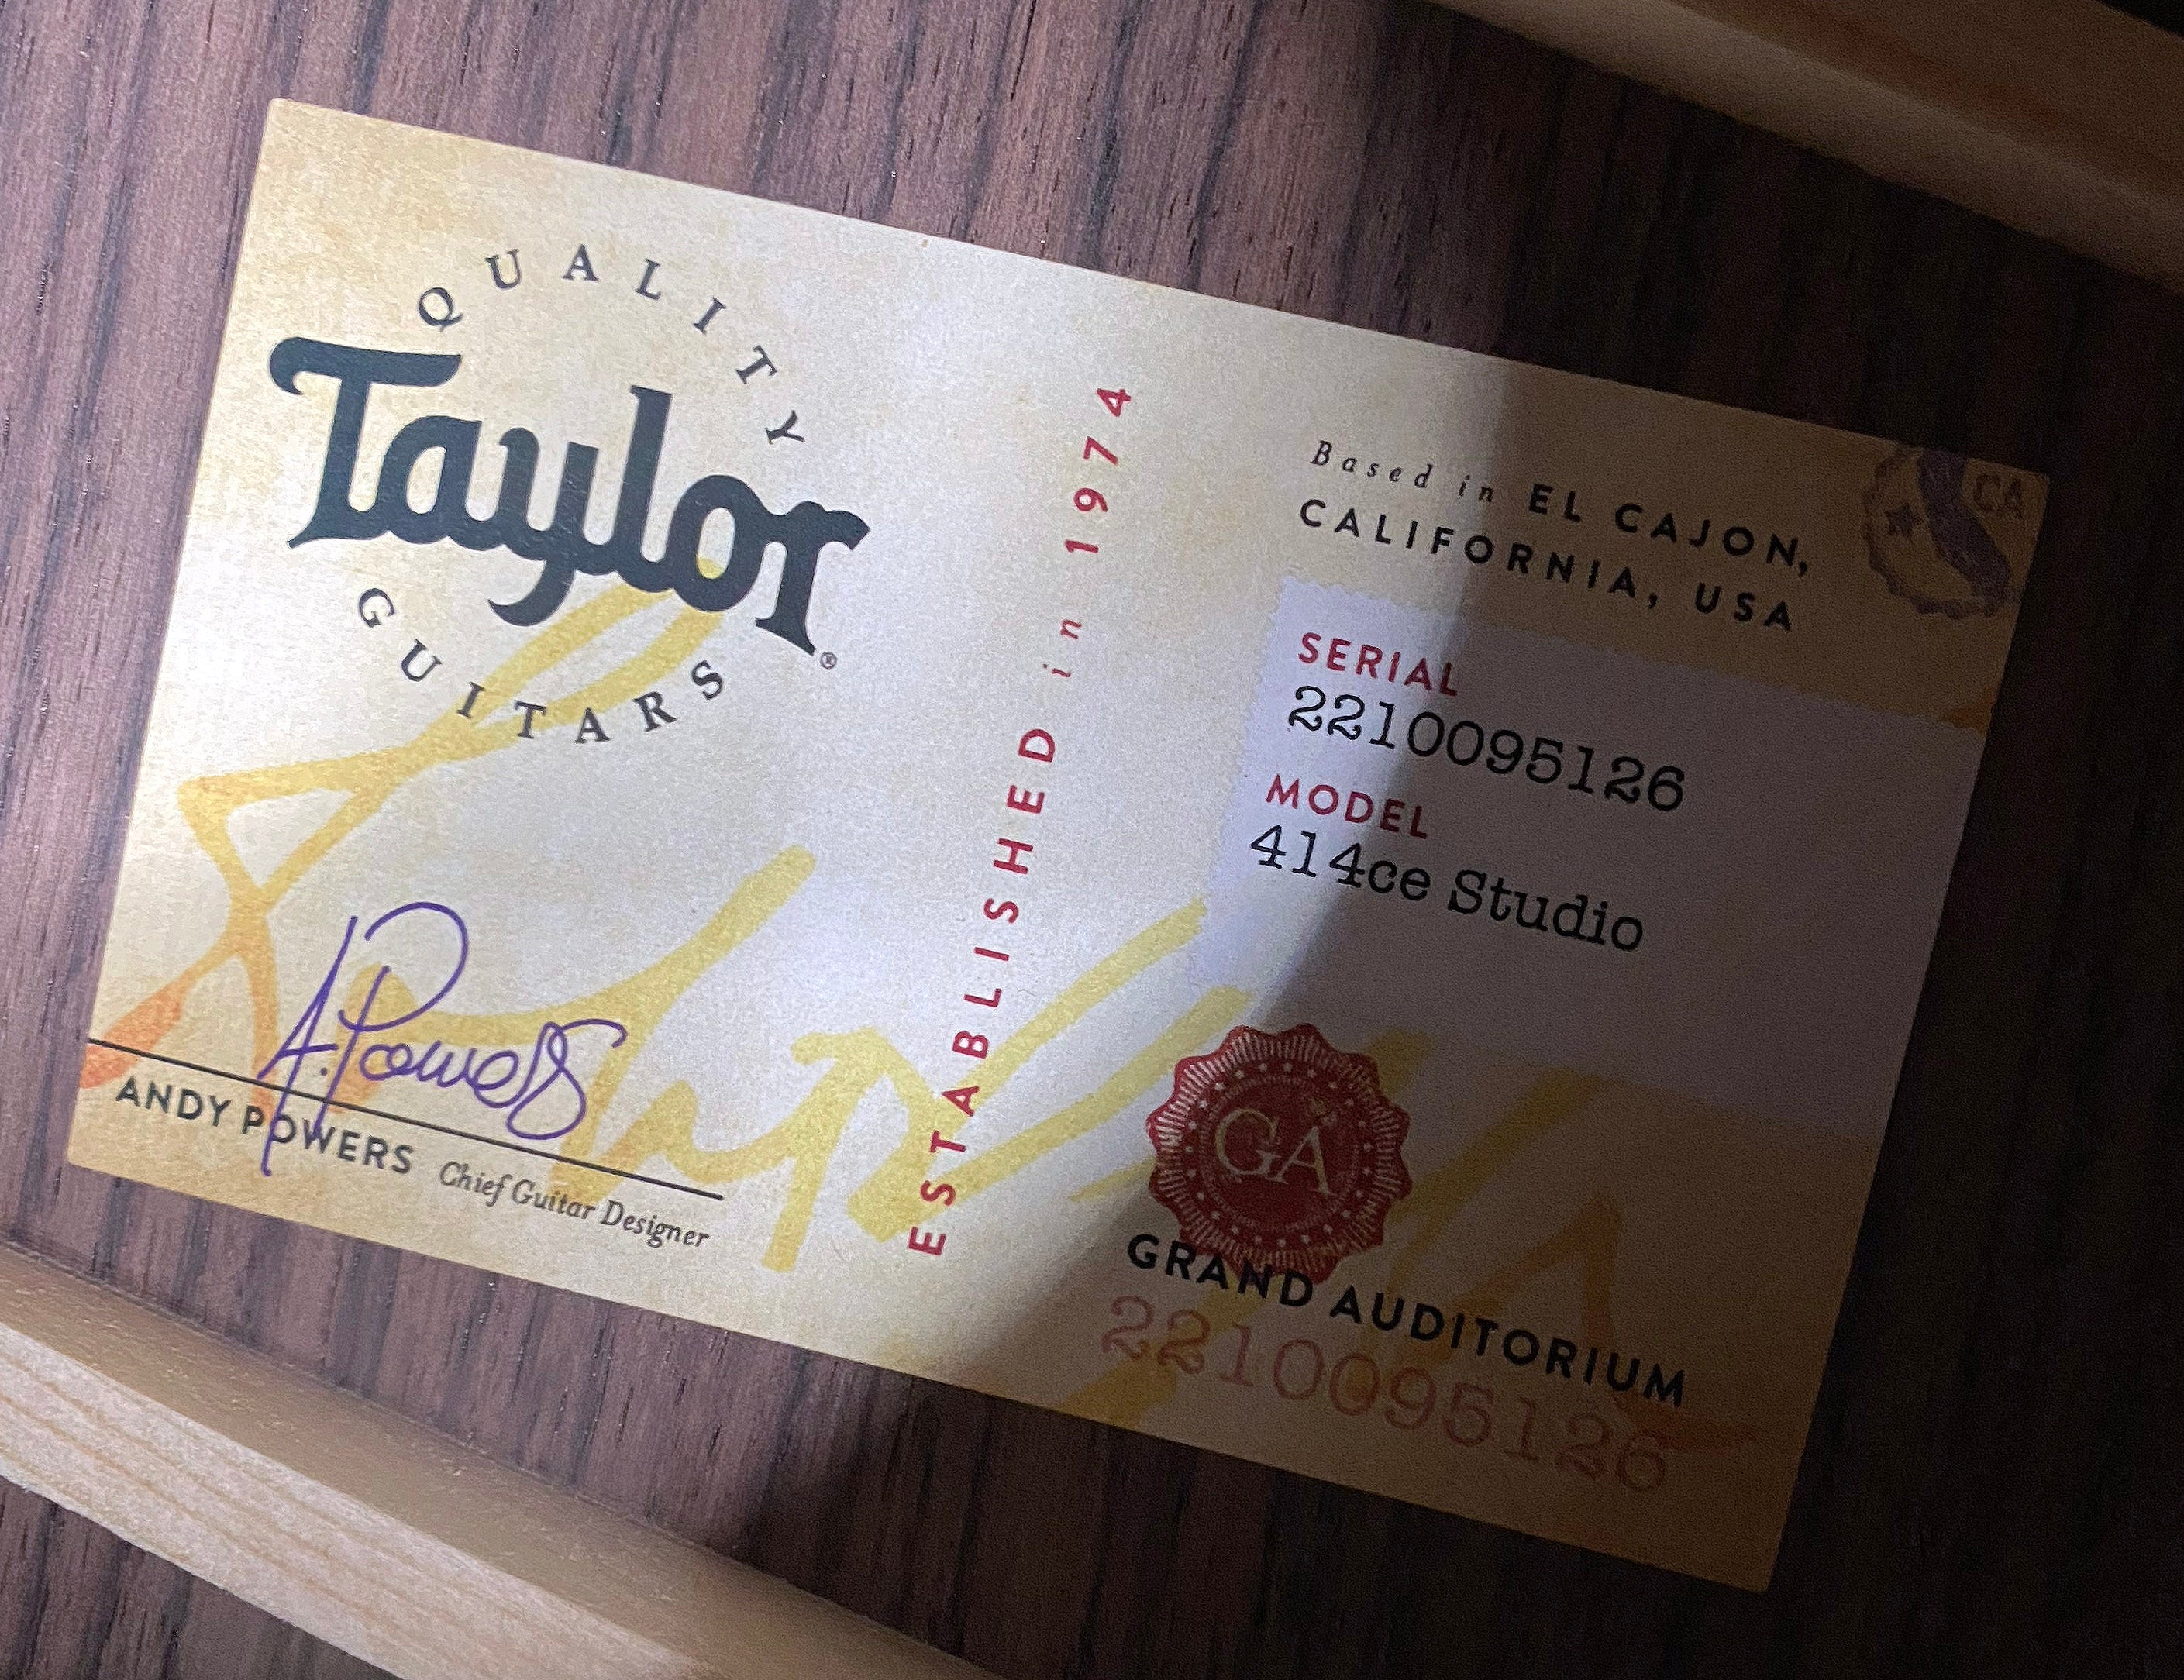 QUALITY
Taylor®
GUITARS
A. Powers
ANDY POWERS Chief Guitar Designer
ESTABLISHED in 1974
Based in EL CAJON,
CALIFORNIA, USA
CA
SERIAL
2210095126
MODEL
414ce Studio
GA
GRAND AUDITORIUM
2210095126